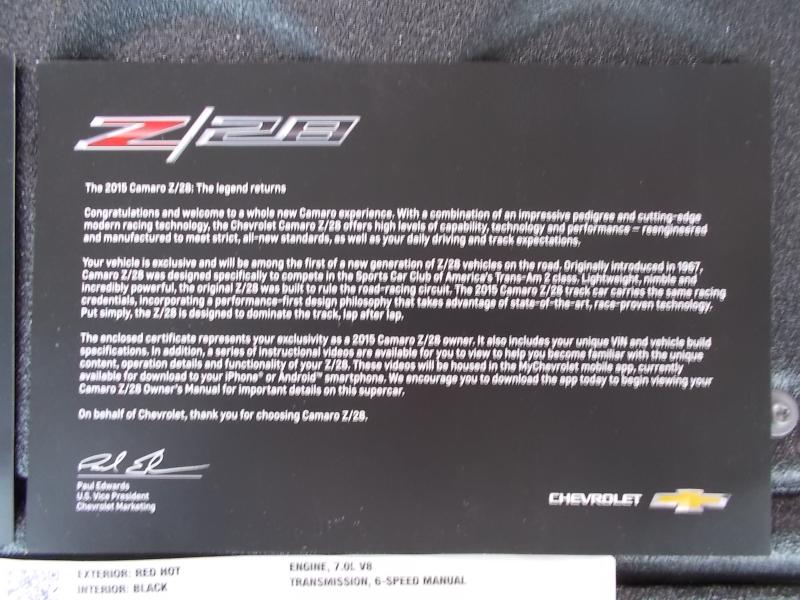 Z/28
The 2015 Camaro Z/28: The legend returns
Congratulations and welcome to a whole new Camaro experience. With a combination of an impressive pedigree and cutting-edge
modern racing technology, the Chevrolet Camaro Z/28 offers high levels of capability, technology and performance – reengineered
and manufactured to meet strict, all-new standards, as well as your daily driving and track expectations.
Your vehicle is exclusive and will be among the first of a new generation of Z/28 vehicles on the road. Originally introduced in 1967,
Camaro Z/28 was designed specifically to compete in the Sports Car Club of America's Trans-Am 2 class. Lightweight, nimble and
incredibly powerful, the original Z/28 was built to rule the road-racing circuit. The 2015 Camaro Z/28 track car carries the same racing
credentials, incorporating a performance-first design philosophy that takes advantage of state-of-the-art, race-proven technology.
Put simply, the Z/28 is designed to dominate the track, lap after lap.
The enclosed certificate represents your exclusivity as a 2015 Camaro Z/28 owner. It also includes your unique VIN and vehicle build
specifications. In addition, a series of instructional videos are available for you to view to help you become familiar with the unique
content, operation details and functionality of your Z/28. These videos will be housed in the MyChevrolet mobile app, currently
available for download to your iPhone® or Android™ smartphone. We encourage you to download the app today to begin viewing your
Camaro Z/28 Owner's Manual for important details on this supercar.
On behalf of Chevrolet, thank you for choosing Camaro Z/28.
Paul Edwards
U.S. Vice President
Chevrolet Marketing
CHEVROLET
EXTERIOR: RED HOT
INTERIOR: BLACK
ENGINE, 7.0L V8
TRANSMISSION, 6-SPEED MANUAL